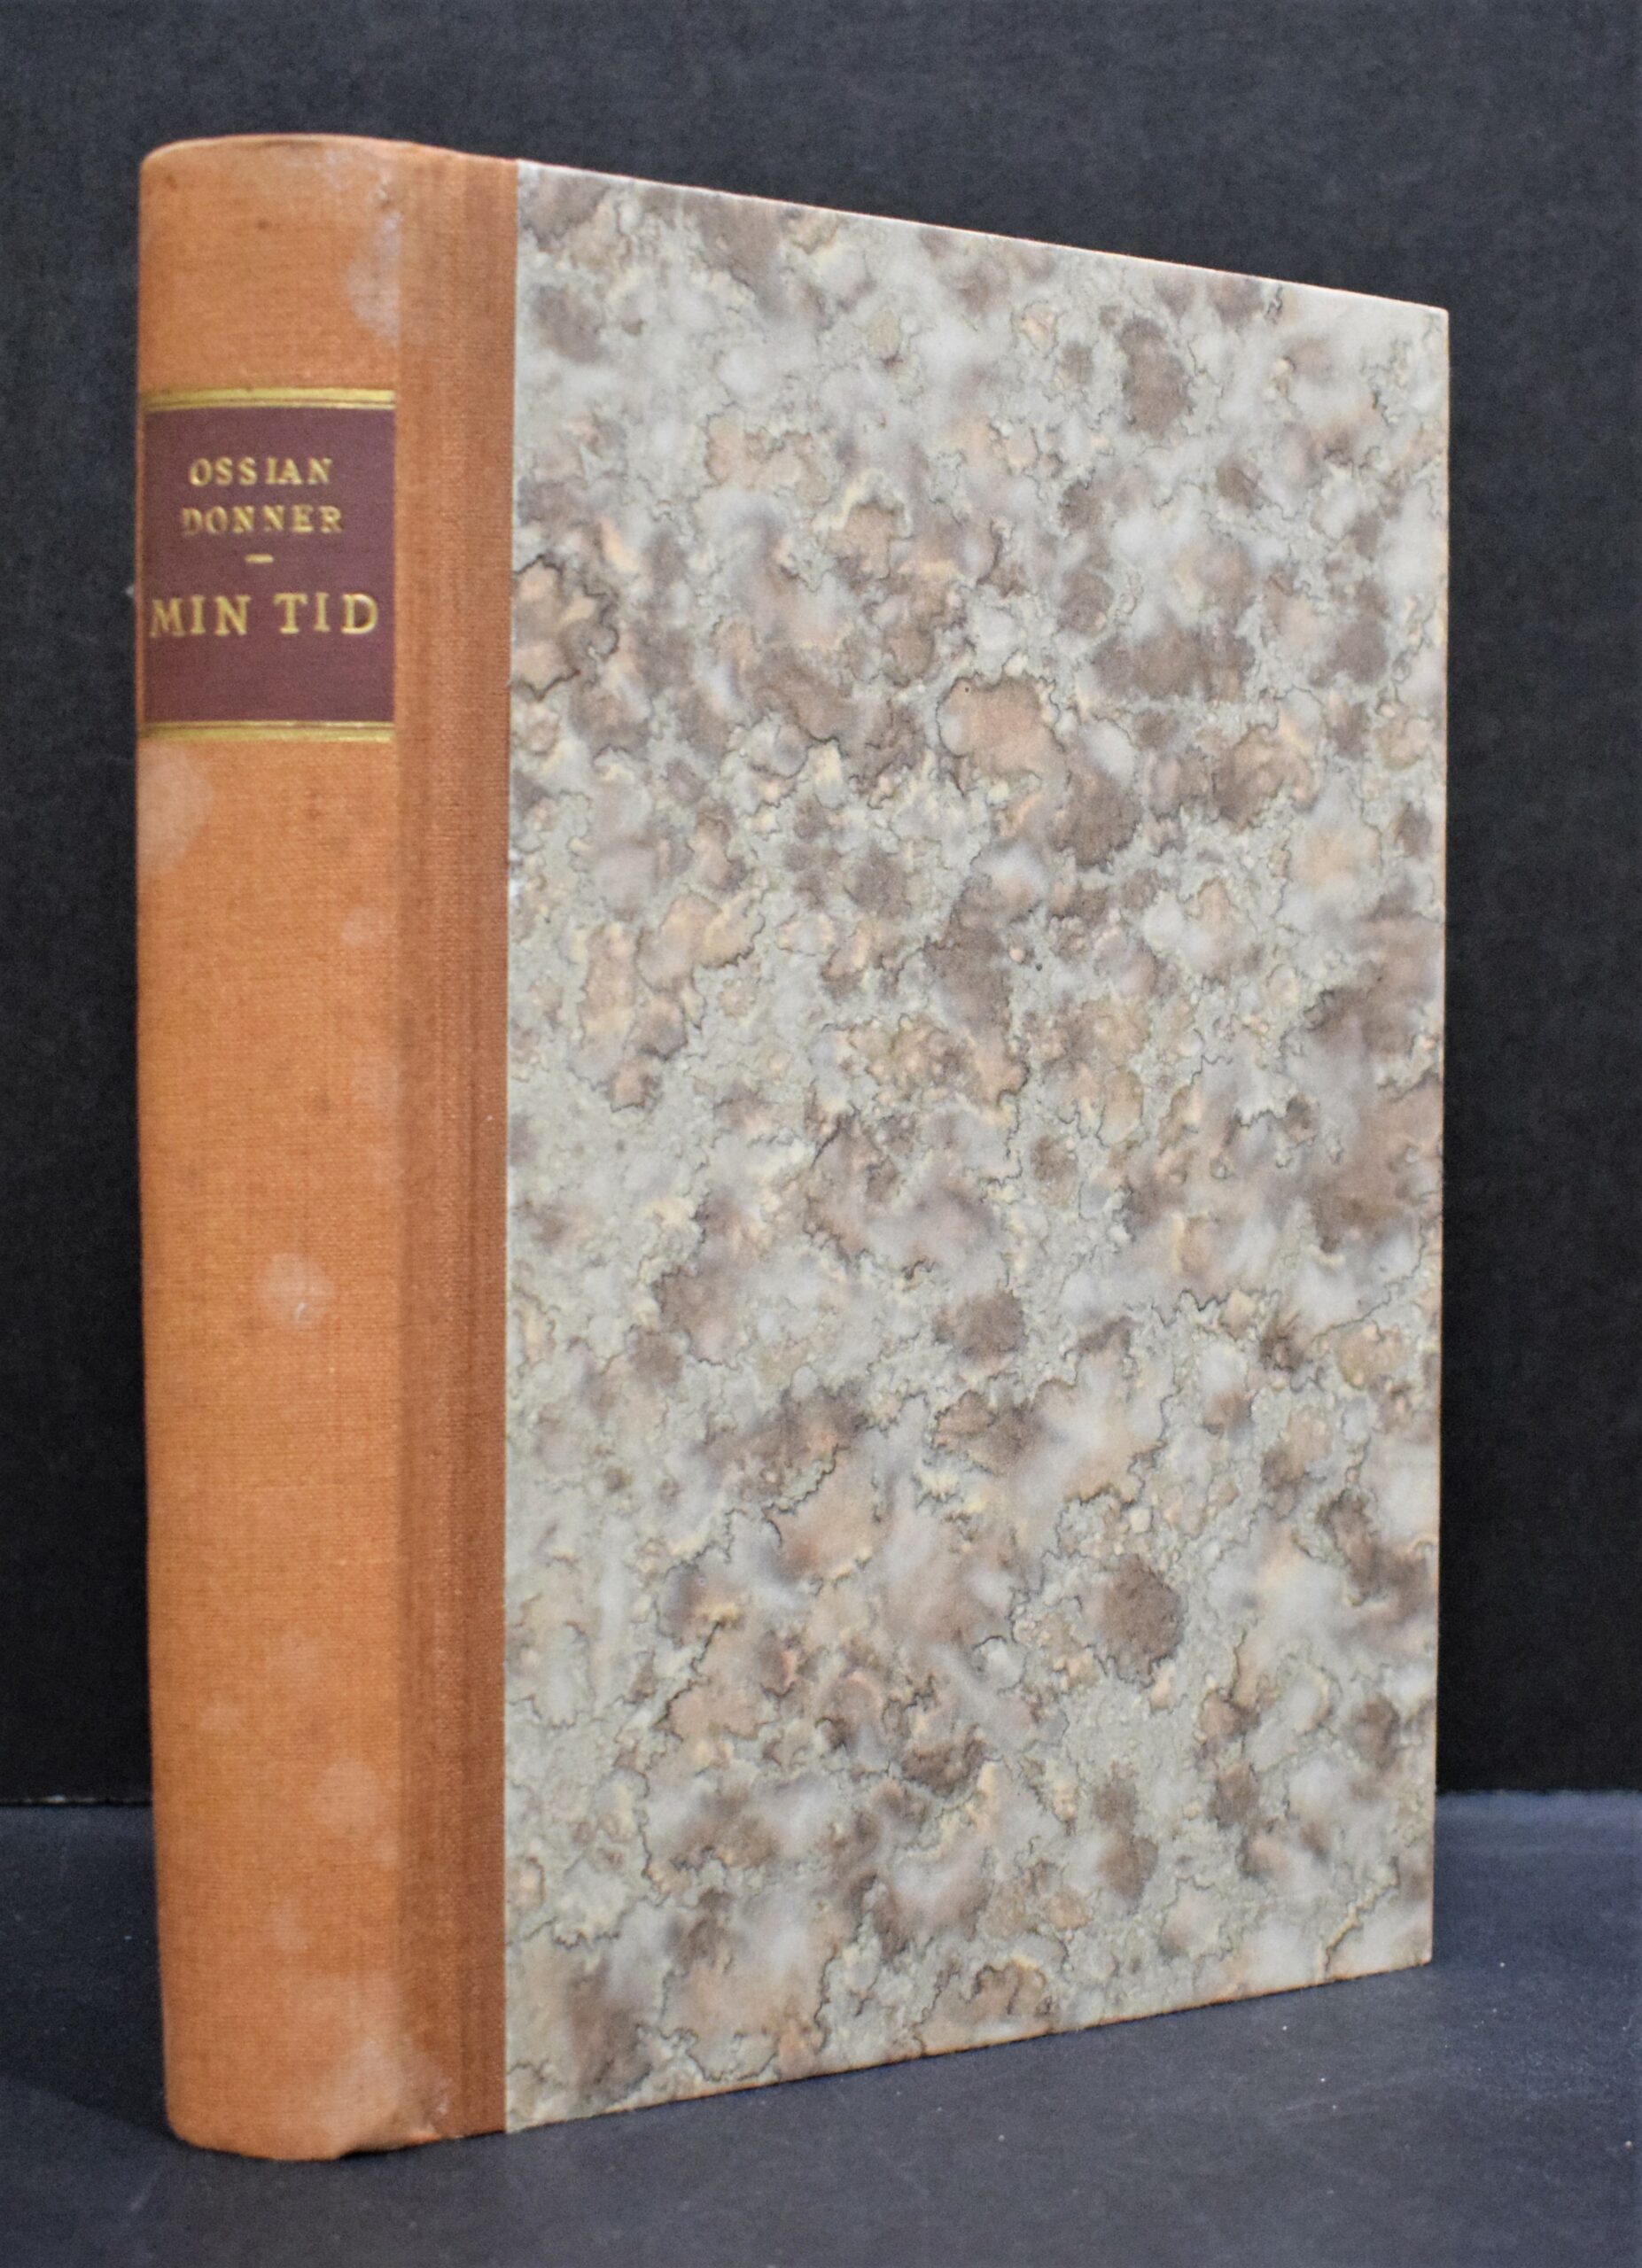 OSSIAN
DONNER
—
MIN TID